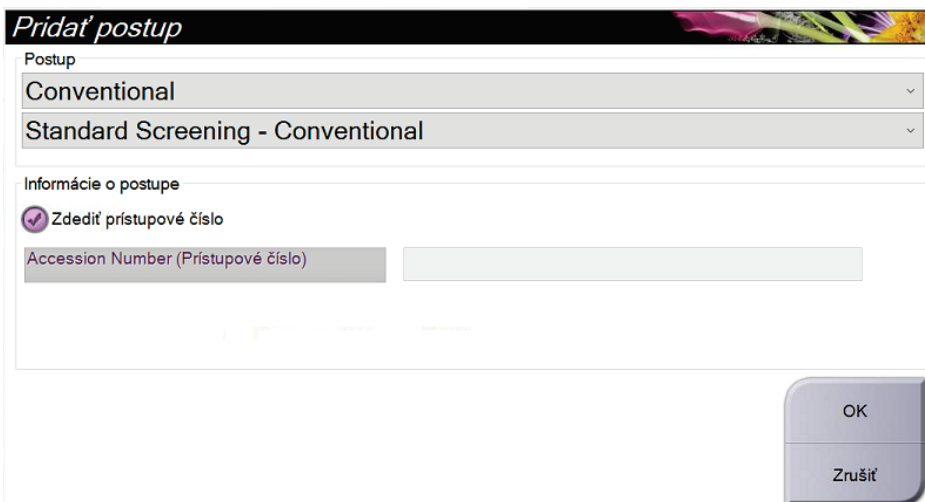 Pridať postup
Postup
Conventional
Standard Screening - Conventional
Informácie o postupe
Zdediť prístupové číslo
Accession Number (Prístupové číslo)
OK
Zrušiť